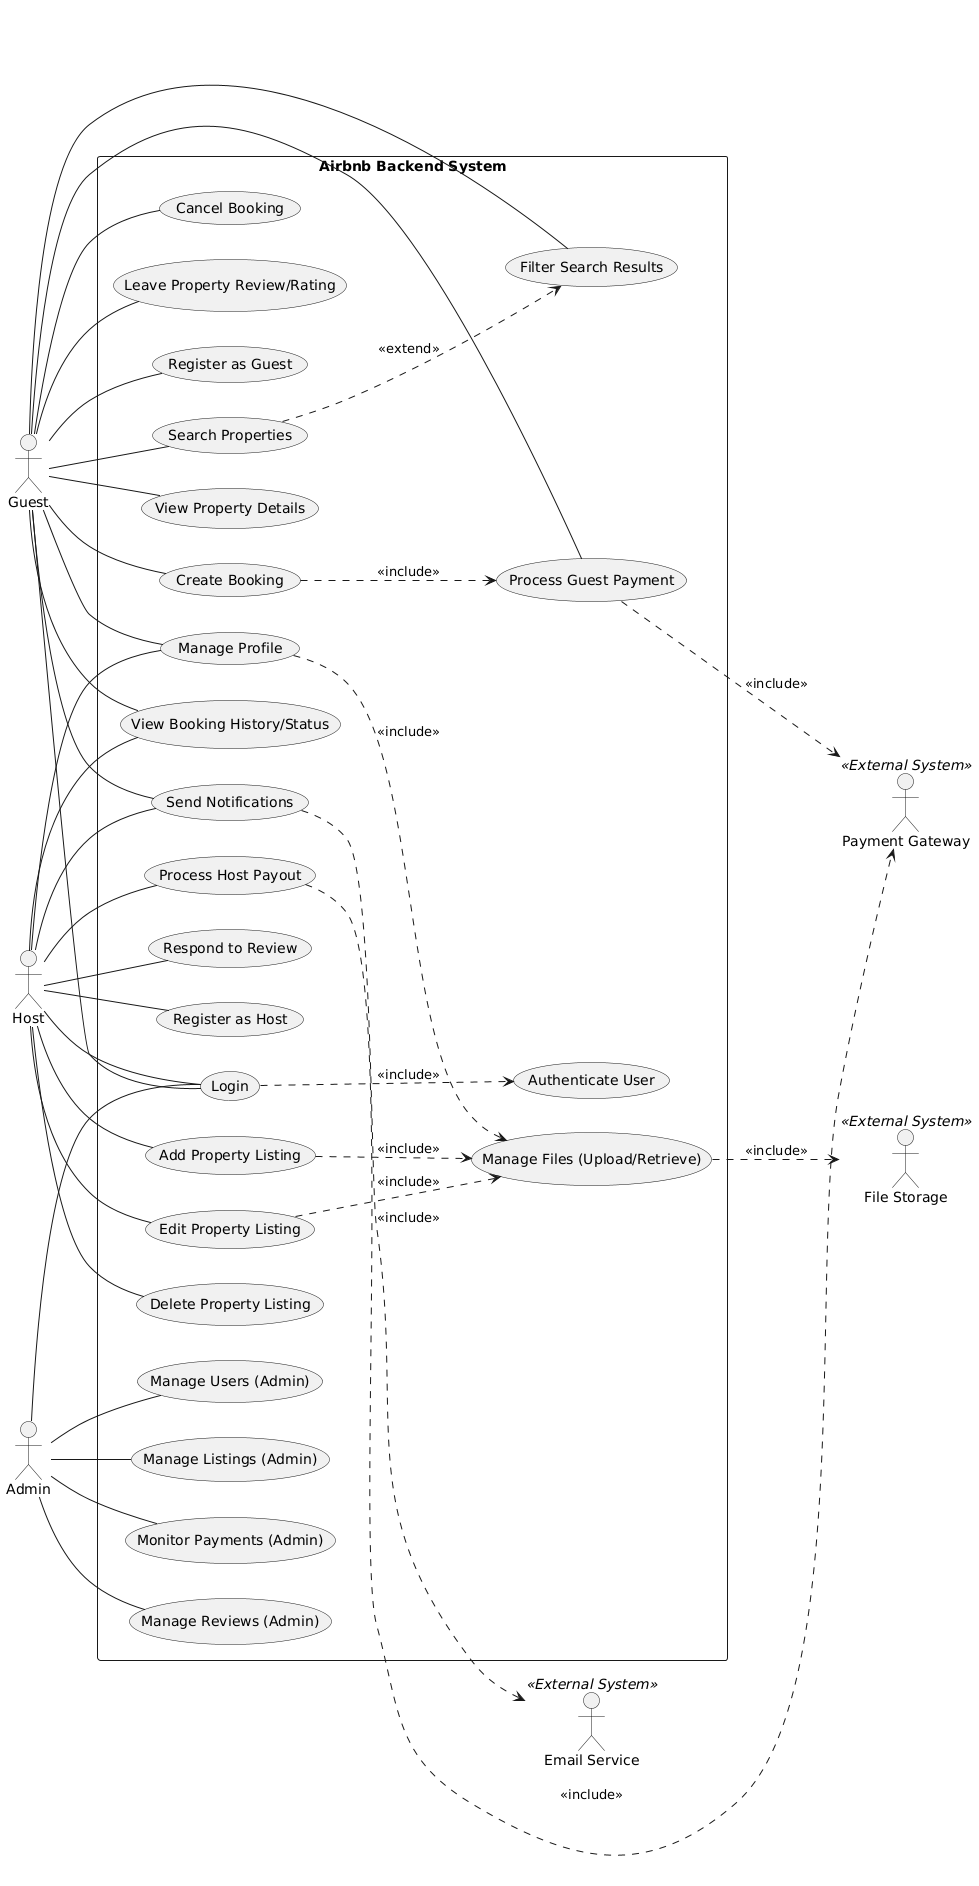 Airbnb Backend System
Cancel Booking
Filter Search Results
Leave Property Review/Rating
«extend»
Register as Guest
Search Properties
Guest
View Property Details
Create Booking
«include»
Process Guest Payment
Manage Profile
«include»
View Booking History/Status
«include»
«External System»
Payment Gateway
Send Notifications
Process Host Payout
Respond to Review
Host
Register as Host
Login
«include»
Authenticate User
«External System»
File Storage
Add Property Listing
«include»
Manage Files (Upload/Retrieve)
«include»
«include»
Edit Property Listing
«include»
Delete Property Listing
Manage Users (Admin)
Manage Listings (Admin)
Admin
Monitor Payments (Admin)
Manage Reviews (Admin)
«External System»
Email Service
«include»